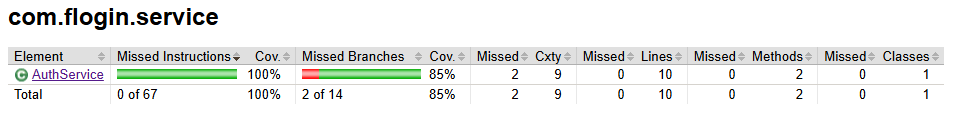 com.flogin.service
Element Missed Instructions Cov. Missed Branches Cov. Missed Cxty Missed Lines Missed Methods Missed Classes
C AuthService 100% 85% 2 9 0 10 0 2 0 1
Total 0 of 67 100% 2 of 14 85% 2 9 0 10 0 2 0 1